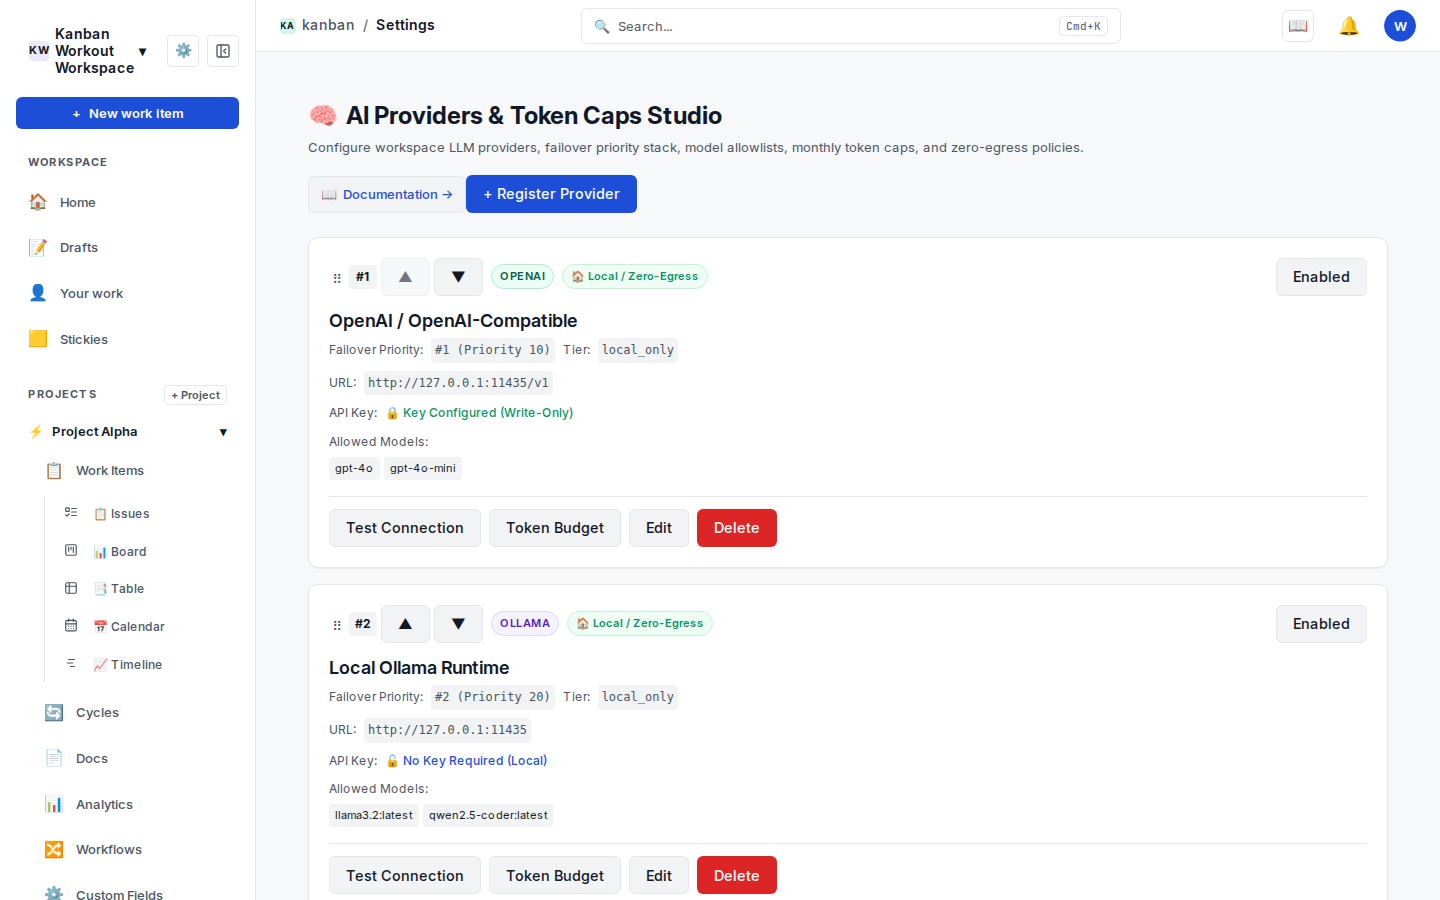 KW Kanban Workout Workspace ▾
+ New work item
WORKSPACE
Home
Drafts
Your work
Stickies
PROJECTS + Project
Project Alpha ▾
Work Items
Issues
Board
Table
Calendar
Timeline
Cycles
Docs
Analytics
Workflows
Custom Fields
KA kanban / Settings
Search... Cmd+K
W
AI Providers & Token Caps Studio
Configure workspace LLM providers, failover priority stack, model allowlists, monthly token caps, and zero-egress policies.
Documentation → + Register Provider
#1 ▲ ▼ OPENAI Local / Zero-Egress Enabled
OpenAI / OpenAI-Compatible
Failover Priority: #1 (Priority 10) Tier: local_only
URL: http://127.0.0.1:11435/v1
API Key: Key Configured (Write-Only)
Allowed Models:
gpt-4o gpt-4o-mini
Test Connection Token Budget Edit Delete
#2 ▲ ▼ OLLAMA Local / Zero-Egress Enabled
Local Ollama Runtime
Failover Priority: #2 (Priority 20) Tier: local_only
URL: http://127.0.0.1:11435
API Key: No Key Required (Local)
Allowed Models:
llama3.2:latest qwen2.5-coder:latest
Test Connection Token Budget Edit Delete